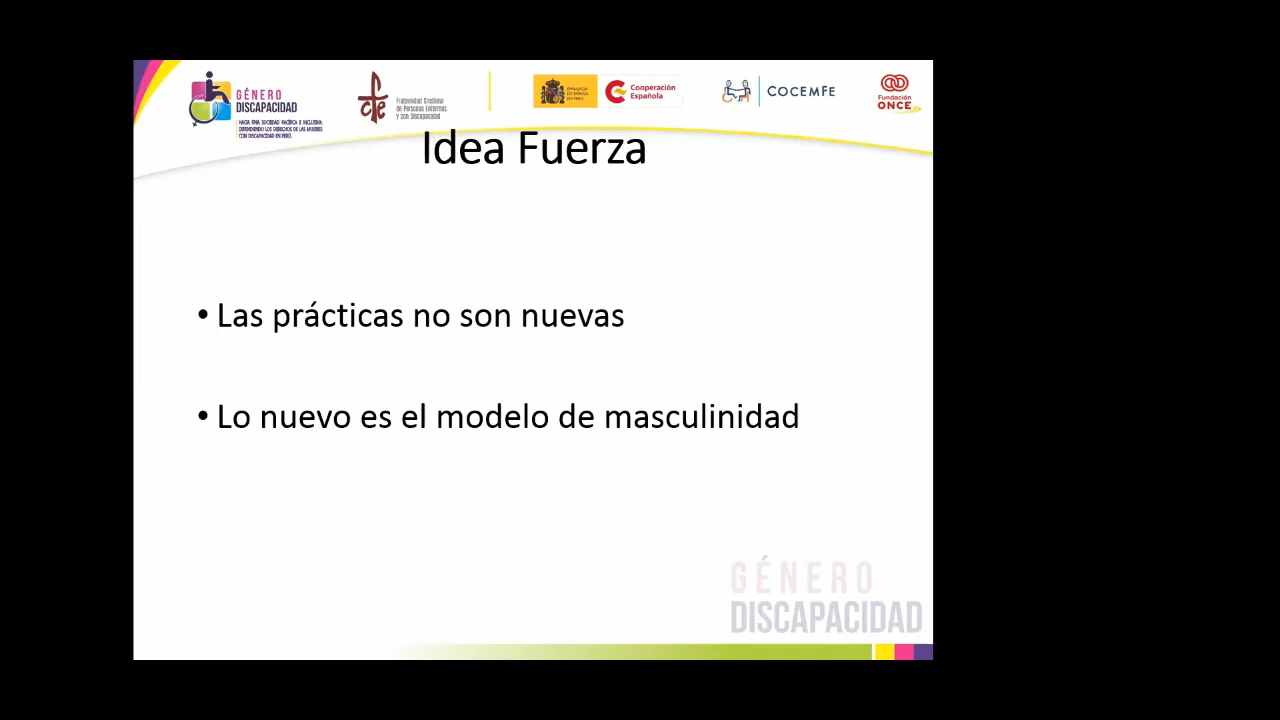 GÉNERO
DISCAPACIDAD
HACIA UNA SOCIEDAD PACÍFICA E INCLUSIVA:
DEFENDIENDO LOS DERECHOS DE LAS MUJERES
CON DISCAPACIDAD EN PERÚ.
Fraternidad Cristiana
de Personas Enfermas
y con Discapacidad
EMBAJADA
DE ESPAÑA
EN PERÚ
Cooperación
Española
COCEMFE
Fundación
ONCE
Idea Fuerza
• Las prácticas no son nuevas
• Lo nuevo es el modelo de masculinidad
GÉNERO
DISCAPACIDAD